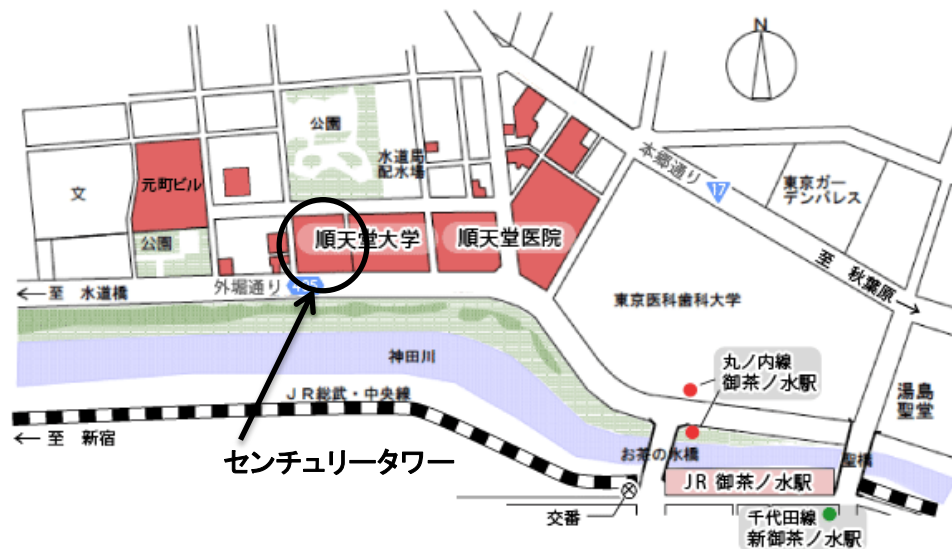 N
公園
水道局
配水場
本郷通り
17
東京ガー
デンパレス
文
元町ビル
公園
順天堂大学
順天堂医院
至 秋葉原→
外堀通り
←至 水道橋
東京医科歯科大学
神田川
丸ノ内線
御茶ノ水駅
湯島
聖堂
JR総武・中央線
←至 新宿
センチュリータワー
お茶の水橋
聖橋
JR 御茶ノ水駅
交番
千代田線
新御茶ノ水駅